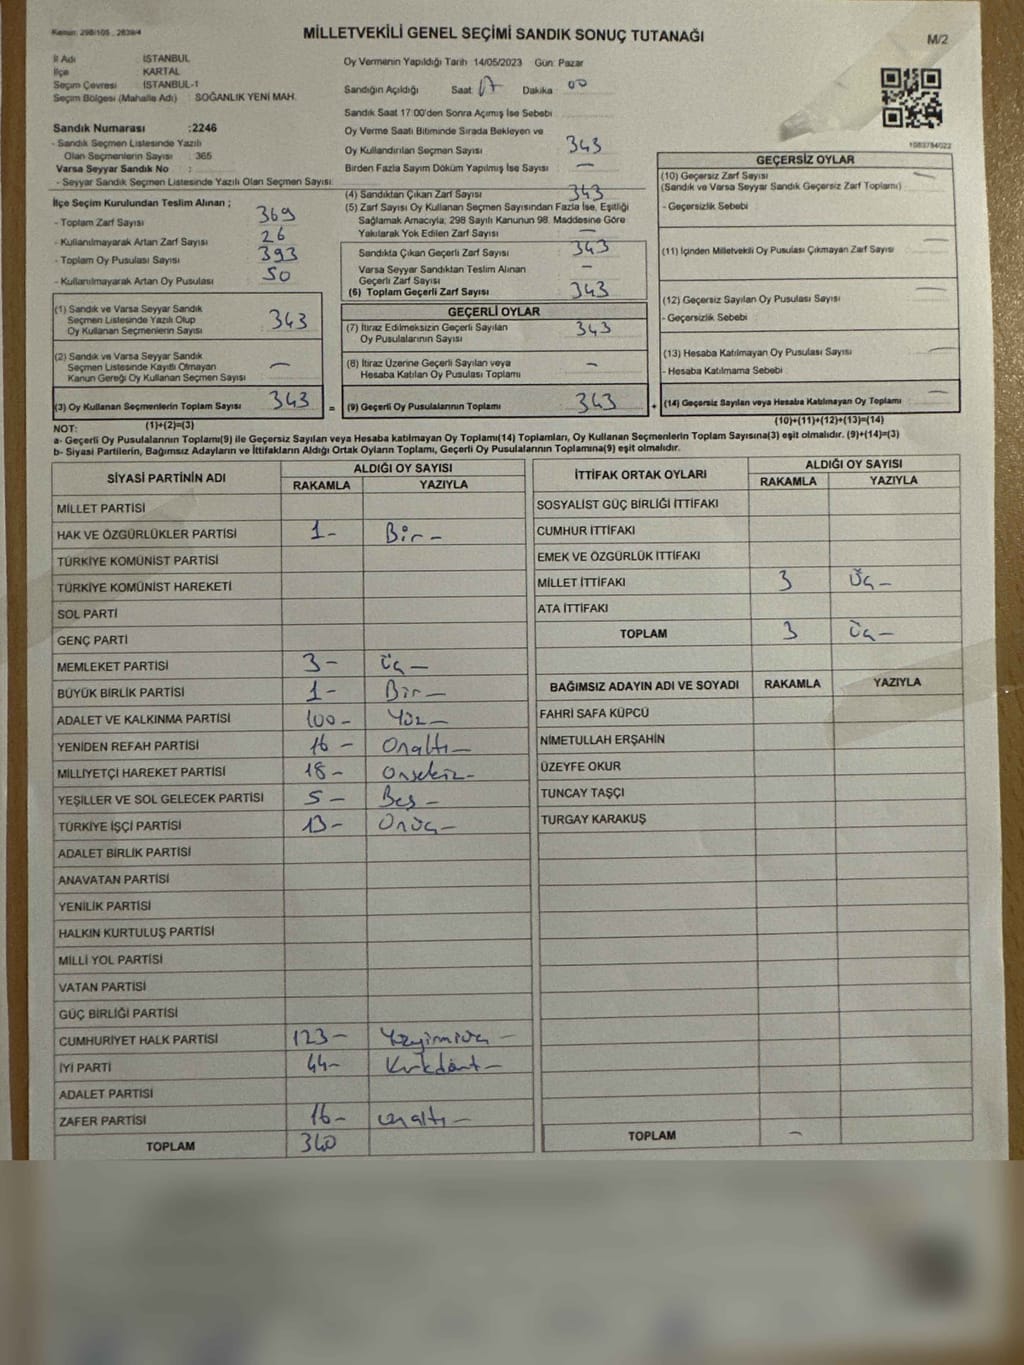 Kanun: 298/105 , 2839/4
MİLLETVEKİLİ GENEL SEÇİMİ SANDIK SONUÇ TUTANAĞI
M/2
İl Adı : İSTANBUL
İlçe : KARTAL
Seçim Çevresi : İSTANBUL-1
Seçim Bölgesi (Mahalle Adı) : SOĞANLIK YENİ MAH.
Oy Vermenin Yapıldığı Tarih :14/05/2023 Gün: Pazar
Sandığın Açıldığı Saat : 17 Dakika : 00
Sandık Saat 17:00'den Sonra Açılmış İse Sebebi :
Sandık Numarası :2246
- Sandık Seçmen Listesinde Yazılı
Olan Seçmenlerin Sayısı : 365
Varsa Seyyar Sandık No :
- Seyyar Sandık Seçmen Listesinde Yazılı Olan Seçmen Sayısı:
Oy Verme Saati Bitiminde Sırada Bekleyen ve
Oy Kullandırılan Seçmen Sayısı : 343
Birden Fazla Sayım Döküm Yapılmış İse Sayısı : —
1083784022
İlçe Seçim Kurulundan Teslim Alınan ;
- Toplam Zarf Sayısı : 369
- Kullanılmayarak Artan Zarf Sayısı : 26
- Toplam Oy Pusulası Sayısı : 393
- Kullanılmayarak Artan Oy Pusulası : 50
(4) Sandıktan Çıkan Zarf Sayısı : 343
(5) Zarf Sayısı Oy Kullanan Seçmen Sayısından Fazla İse, Eşitliği
Sağlamak Amacıyla; 298 Sayılı Kanunun 98. Maddesine Göre
Yakılarak Yok Edilen Zarf Sayısı : —
Sandıkta Çıkan Geçerli Zarf Sayısı : 343
Varsa Seyyar Sandıktan Teslim Alınan
Geçerli Zarf Sayısı : —
(6) Toplam Geçerli Zarf Sayısı : 343
GEÇERSİZ OYLAR
(10) Geçersiz Zarf Sayısı : —
(Sandık ve Varsa Seyyar Sandık Geçersiz Zarf Toplamı)
- Geçersizlik Sebebi :
(11) İçinden Milletvekili Oy Pusulası Çıkmayan Zarf Sayısı : —
(12) Geçersiz Sayılan Oy Pusulası Sayısı : —
- Geçersizlik Sebebi :
(13) Hesaba Katılmayan Oy Pusulası Sayısı : —
- Hesaba Katılmama Sebebi :
(14) Geçersiz Sayılan veya Hesaba Katılmayan Oy Toplamı : —
(10)+(11)+(12)+(13)=(14)
(1) Sandık ve Varsa Seyyar Sandık
Seçmen Listesinde Yazılı Olup
Oy Kullanan Seçmenlerin Sayısı : 343
(2) Sandık ve Varsa Seyyar Sandık
Seçmen Listesinde Kayıtlı Olmayan
Kanun Gereği Oy Kullanan Seçmen Sayısı : —
(3) Oy Kullanan Seçmenlerin Toplam Sayısı : 343 =
(1)+(2)=(3)
GEÇERLİ OYLAR
(7) İtiraz Edilmeksizin Geçerli Sayılan
Oy Pusulalarının Sayısı : 343
(8) İtiraz Üzerine Geçerli Sayılan veya
Hesaba Katılan Oy Pusulası Toplamı : —
(9) Geçerli Oy Pusulalarının Toplamı : 343 +
NOT:
a- Geçerli Oy Pusulalarının Toplamı(9) ile Geçersiz Sayılan veya Hesaba katılmayan Oy Toplamı(14) Toplamları, Oy Kullanan Seçmenlerin Toplam Sayısına(3) eşit olmalıdır. (9)+(14)=(3)
b- Siyasi Partilerin, Bağımsız Adayların ve İttifakların Aldığı Ortak Oyların Toplamı, Geçerli Oy Pusulalarının Toplamına(9) eşit olmalıdır.
SİYASİ PARTİNİN ADI
ALDIĞI OY SAYISI
RAKAMLA YAZIYLA
MİLLET PARTİSİ
HAK VE ÖZGÜRLÜKLER PARTİSİ 1- Bir -
TÜRKİYE KOMÜNİST PARTİSİ
TÜRKİYE KOMÜNİST HAREKETİ
SOL PARTİ
GENÇ PARTİ
MEMLEKET PARTİSİ 3- Üç -
BÜYÜK BİRLİK PARTİSİ 1- Bir -
ADALET VE KALKINMA PARTİSİ 100- Yüz -
YENİDEN REFAH PARTİSİ 16 - Onaltı -
MİLLİYETÇİ HAREKET PARTİSİ 18 - Onsekiz -
YEŞİLLER VE SOL GELECEK PARTİSİ 5 - Beş -
TÜRKİYE İŞÇİ PARTİSİ 13- Onüç -
ADALET BİRLİK PARTİSİ
ANAVATAN PARTİSİ
YENİLİK PARTİSİ
HALKIN KURTULUŞ PARTİSİ
MİLLİ YOL PARTİSİ
VATAN PARTİSİ
GÜÇ BİRLİĞİ PARTİSİ
CUMHURİYET HALK PARTİSİ 123-
İYİ PARTİ 44- Kırkdört -
ADALET PARTİSİ
ZAFER PARTİSİ 16- onaltı -
TOPLAM 340
İTTİFAK ORTAK OYLARI
ALDIĞI OY SAYISI
RAKAMLA YAZIYLA
SOSYALİST GÜÇ BİRLİĞİ İTTİFAKI
CUMHUR İTTİFAKI
EMEK VE ÖZGÜRLÜK İTTİFAKI
MİLLET İTTİFAKI 3 Üç -
ATA İTTİFAKI
TOPLAM 3 Üç -
BAĞIMSIZ ADAYIN ADI VE SOYADI RAKAMLA YAZIYLA
FAHRİ SAFA KÜPCÜ
NİMETULLAH ERŞAHİN
ÜZEYFE OKUR
TUNCAY TAŞÇI
TURGAY KARAKUŞ
TOPLAM —